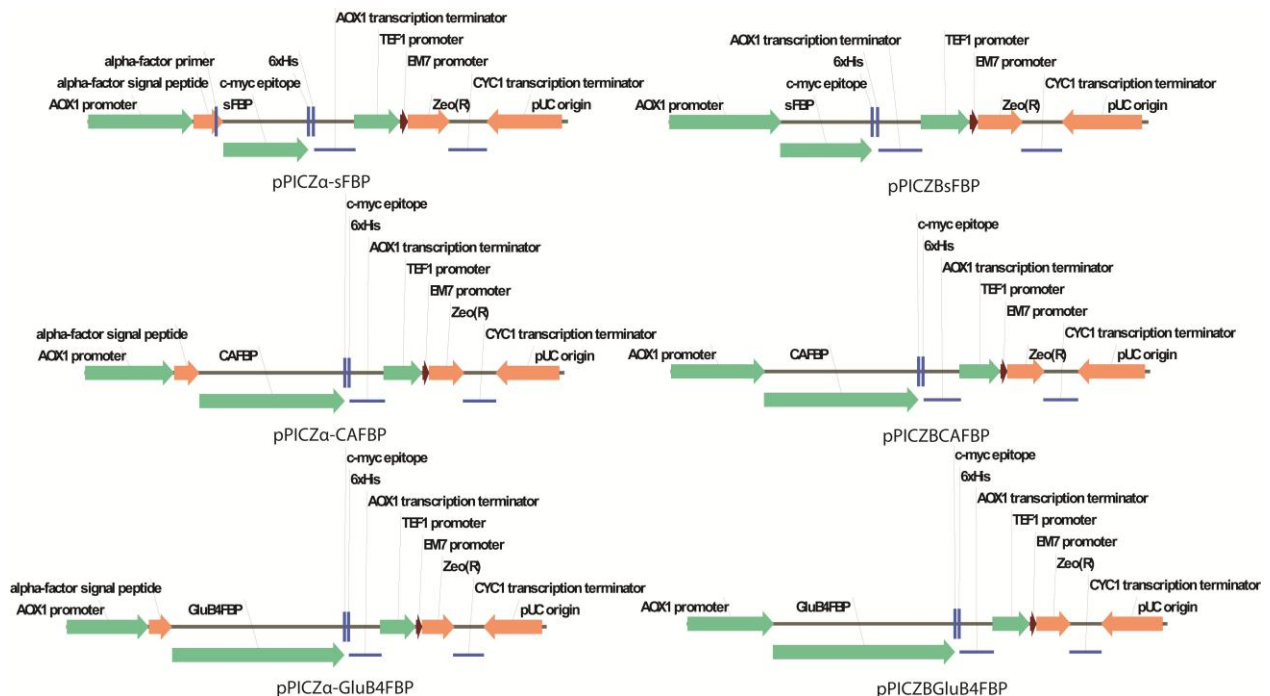 AOX1 transcription terminator
TEF1 promoter
alpha-factor primer
6xHis
EM7 promoter
alpha-factor signal peptide
c-myc epitope
CYC1 transcription terminator
AOX1 promoter
sFBP
Zeo(R)
pUC origin
pPICZα-sFBP
AOX1 transcription terminator
TEF1 promoter
6xHis
EM7 promoter
c-myc epitope
CYC1 transcription terminator
AOX1 promoter
sFBP
Zeo(R)
pUC origin
pPICZBsFBP
c-myc epitope
6xHis
AOX1 transcription terminator
TEF1 promoter
EM7 promoter
Zeo(R)
alpha-factor signal peptide
CYC1 transcription terminator
AOX1 promoter
CAFBP
pUC origin
pPICZα-CAFBP
c-myc epitope
6xHis
AOX1 transcription terminator
TEF1 promoter
EM7 promoter
CYC1 transcription terminator
AOX1 promoter
CAFBP
Zeo(R)
pUC origin
pPICZBCAFBP
c-myc epitope
6xHis
AOX1 transcription terminator
TEF1 promoter
EM7 promoter
Zeo(R)
alpha-factor signal peptide
CYC1 transcription terminator
AOX1 promoter
GluB4FBP
pUC origin
pPICZα-GluB4FBP
c-myc epitope
6xHis
AOX1 transcription terminator
TEF1 promoter
EM7 promoter
Zeo(R)
CYC1 transcription terminator
AOX1 promoter
GluB4FBP
pUC origin
pPICZBGluB4FBP